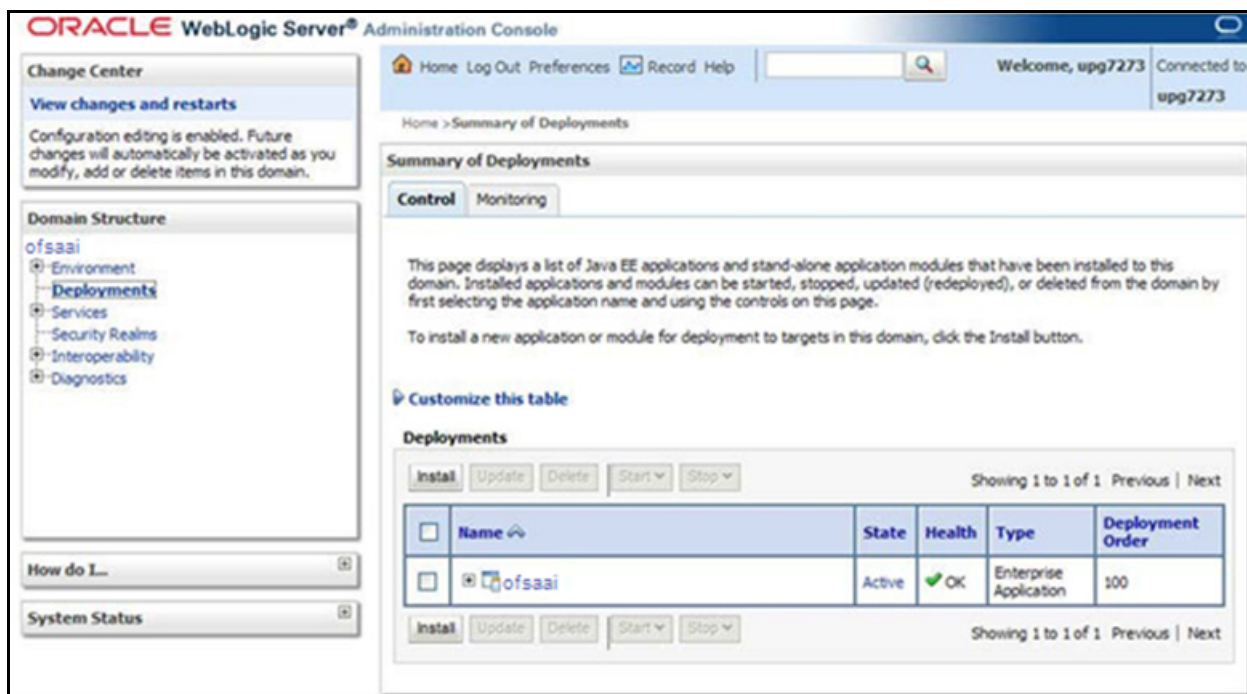 ORACLE WebLogic Server® Administration Console
Change Center
View changes and restarts
Configuration editing is enabled. Future
changes will automatically be activated as you
modify, add or delete items in this domain.
Domain Structure
ofsaai
Environment
Deployments
Services
Security Realms
Interoperability
Diagnostics
How do I...
System Status
Home Log Out Preferences Record Help
Welcome, upg7273
Connected to
upg7273
Home >Summary of Deployments
Summary of Deployments
Control Monitoring
This page displays a list of Java EE applications and stand-alone application modules that have been installed to this
domain. Installed applications and modules can be started, stopped, updated (redeployed), or deleted from the domain by
first selecting the application name and using the controls on this page.
To install a new application or module for deployment to targets in this domain, click the Install button.
Customize this table
Deployments
Install Update Delete Start Stop Showing 1 to 1 of 1 Previous | Next
Name State Health Type Deployment Order
ofsaai Active OK Enterprise Application 100
Install Update Delete Start Stop Showing 1 to 1 of 1 Previous | Next